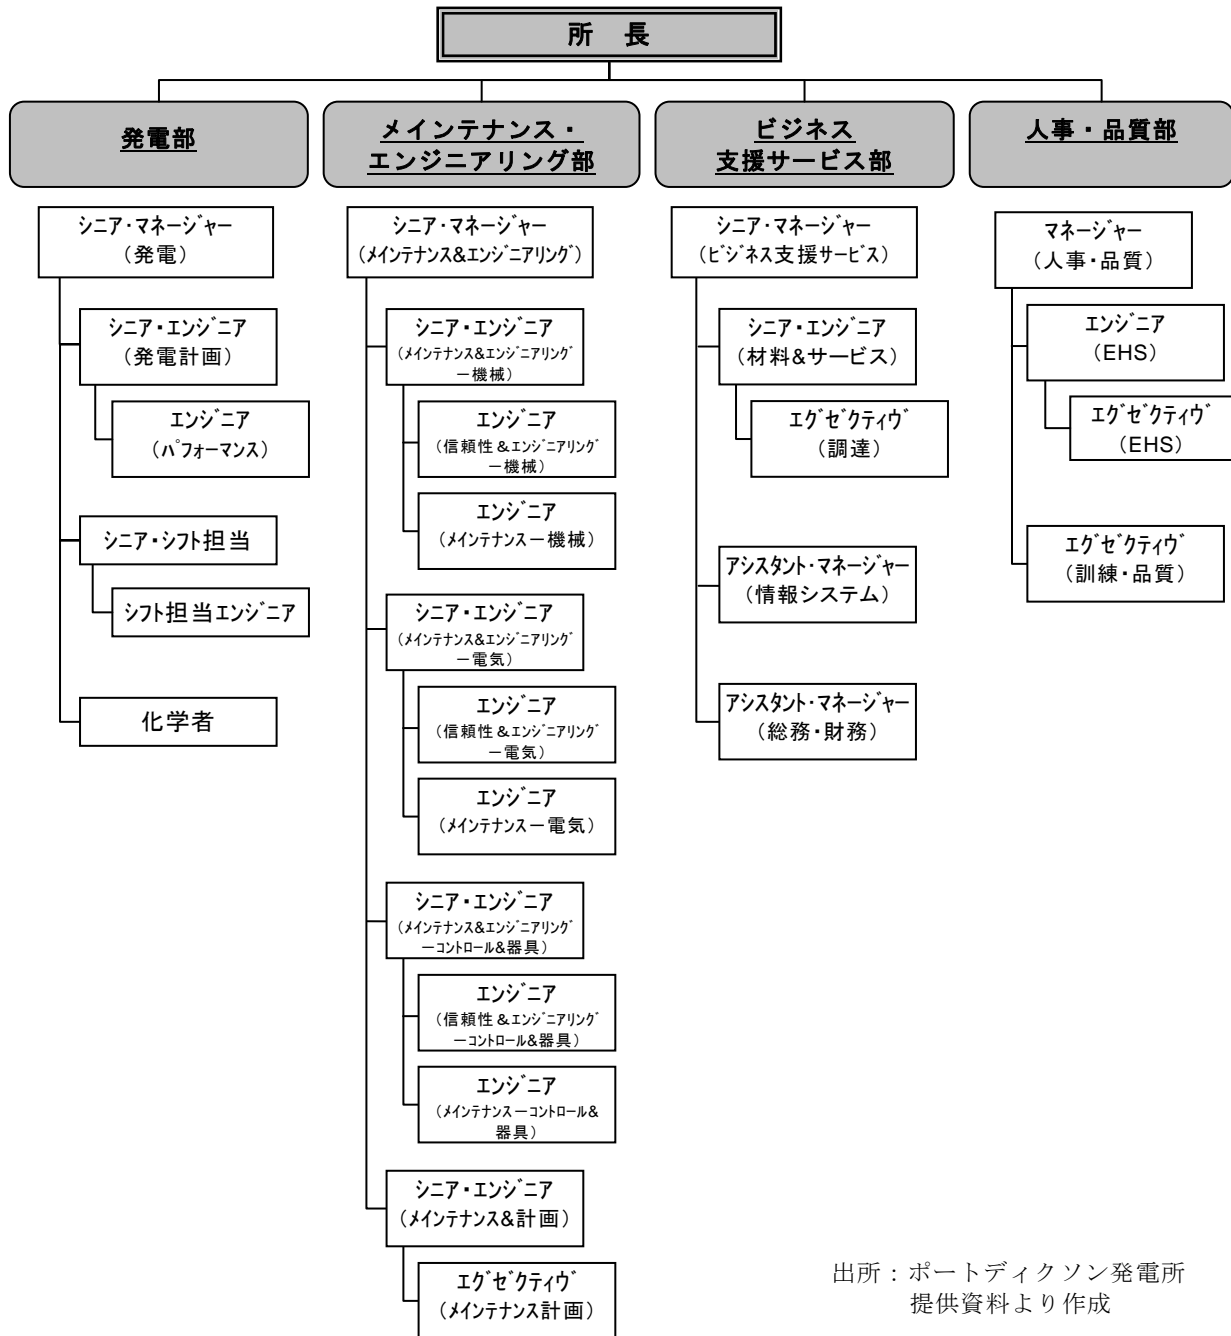 所　長
発電部
メインテナンス・
エンジニアリング部
ビジネス
支援サービス部
人事・品質部
ｼﾆｱ・ﾏﾈｰｼﾞｬｰ
（発電）
ｼﾆｱ・ｴﾝｼﾞﾆｱ
（発電計画）
ｴﾝｼﾞﾆｱ
（ﾊﾟﾌｫｰﾏﾝｽ）
ｼﾆｱ・ｼﾌﾄ担当
ｼﾌﾄ担当ｴﾝｼﾞﾆｱ
化学者
ｼﾆｱ・ﾏﾈｰｼﾞｬｰ
（ﾒｲﾝﾃﾅﾝｽ&ｴﾝｼﾞﾆｱﾘﾝｸﾞ）
ｼﾆｱ・ｴﾝｼﾞﾆｱ
（ﾒｲﾝﾃﾅﾝｽ&ｴﾝｼﾞﾆｱﾘﾝｸﾞ
－機械）
ｴﾝｼﾞﾆｱ
（信頼性&ｴﾝｼﾞﾆｱﾘﾝｸﾞ
－機械）
ｴﾝｼﾞﾆｱ
（ﾒｲﾝﾃﾅﾝｽ－機械）
ｼﾆｱ・ｴﾝｼﾞﾆｱ
（ﾒｲﾝﾃﾅﾝｽ&ｴﾝｼﾞﾆｱﾘﾝｸﾞ
－電気）
ｴﾝｼﾞﾆｱ
（信頼性&ｴﾝｼﾞﾆｱﾘﾝｸﾞ
－電気）
ｴﾝｼﾞﾆｱ
（ﾒｲﾝﾃﾅﾝｽ－電気）
ｼﾆｱ・ｴﾝｼﾞﾆｱ
（ﾒｲﾝﾃﾅﾝｽ&ｴﾝｼﾞﾆｱﾘﾝｸﾞ
－ｺﾝﾄﾛｰﾙ&器具）
ｴﾝｼﾞﾆｱ
（信頼性&ｴﾝｼﾞﾆｱﾘﾝｸﾞ
－ｺﾝﾄﾛｰﾙ&器具）
ｴﾝｼﾞﾆｱ
（ﾒｲﾝﾃﾅﾝｽ－ｺﾝﾄﾛｰﾙ&
器具）
ｼﾆｱ・ｴﾝｼﾞﾆｱ
（ﾒｲﾝﾃﾅﾝｽ&計画）
ｴｸﾞｾﾞｸﾃｨｳﾞ
（ﾒｲﾝﾃﾅﾝｽ計画）
ｼﾆｱ・ﾏﾈｰｼﾞｬｰ
（ﾋﾞｼﾞﾈｽ支援ｻｰﾋﾞｽ）
ｼﾆｱ・ｴﾝｼﾞﾆｱ
（材料&ｻｰﾋﾞｽ）
ｴｸﾞｾﾞｸﾃｨｳﾞ
（調達）
ｱｼｽﾀﾝﾄ・ﾏﾈｰｼﾞｬｰ
（情報ｼｽﾃﾑ）
ｱｼｽﾀﾝﾄ・ﾏﾈｰｼﾞｬｰ
（総務・財務）
ﾏﾈｰｼﾞｬｰ
（人事・品質）
ｴﾝｼﾞﾆｱ
（EHS）
ｴｸﾞｾﾞｸﾃｨｳﾞ
（EHS）
ｴｸﾞｾﾞｸﾃｨｳﾞ
（訓練・品質）
出所：ポートディクソン発電所
提供資料より作成